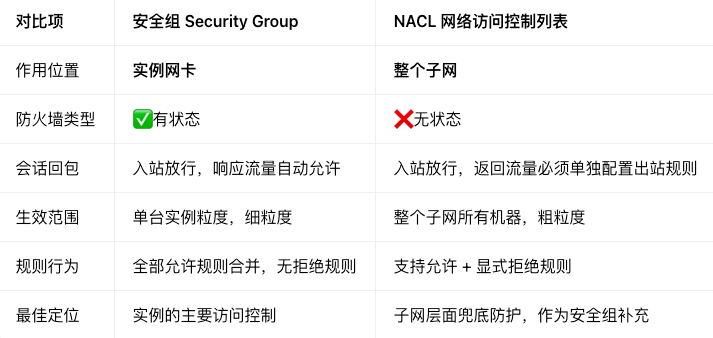 对比项 安全组 Security Group NACL 网络访问控制列表
作用位置 实例网卡 整个子网
防火墙类型 ✅有状态 ❌无状态
会话回包 入站放行，响应流量自动允许 入站放行，返回流量必须单独配置出站规则
生效范围 单台实例粒度，细粒度 整个子网所有机器，粗粒度
规则行为 全部允许规则合并，无拒绝规则 支持允许 + 显式拒绝规则
最佳定位 实例的主要访问控制 子网层面兜底防护，作为安全组补充